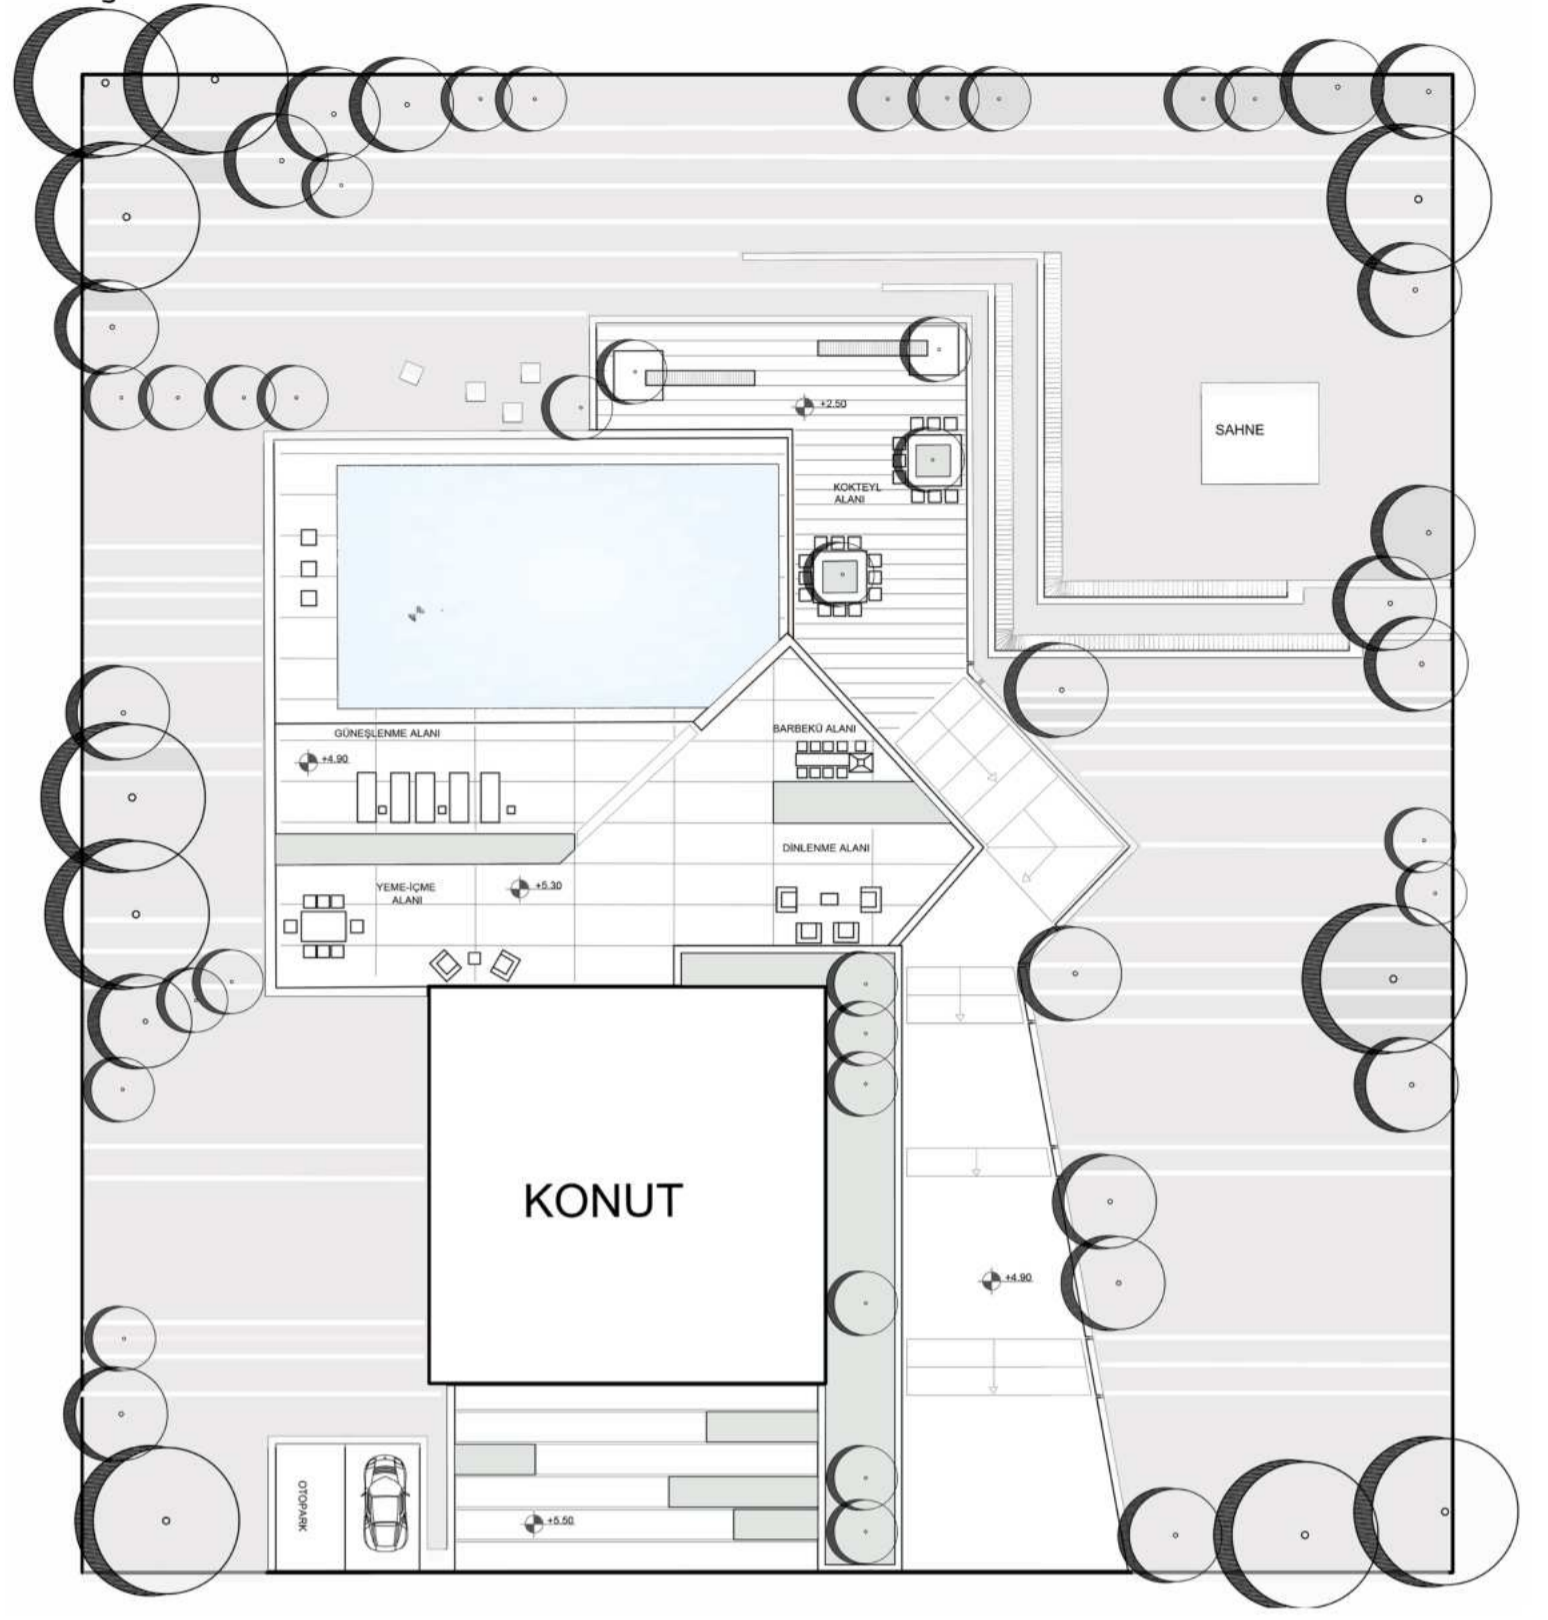 +2.50
SAHNE
KOKTEYL
ALANI
GÜNEŞLENME ALANI
BARBEKÜ ALANI
+4.90
DİNLENME ALANI
YEME-İÇME
ALANI
+5.30
KONUT
+4.90
OTOPARK
+5.50